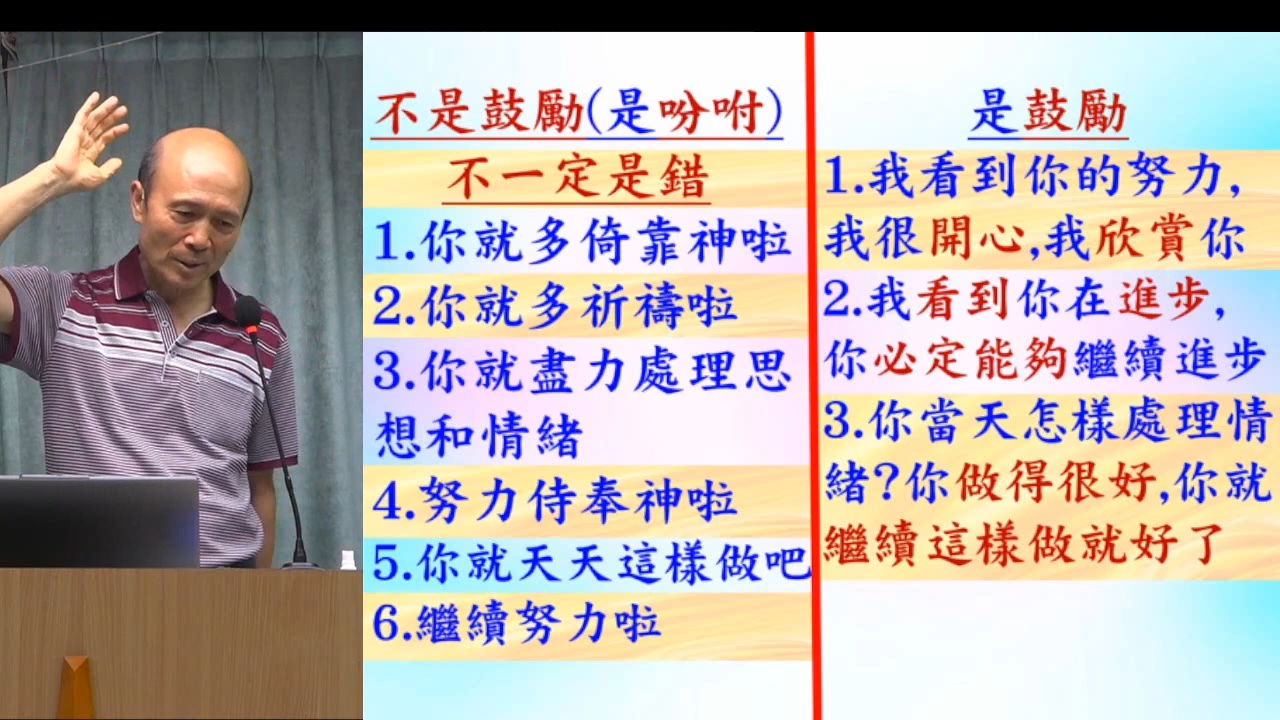 不是鼓勵(是吩咐)
不一定是錯
1.你就多倚靠神啦
2.你就多祈禱啦
3.你就盡力處理思
想和情緒
4.努力侍奉神啦
5.你就天天這樣做吧
6.繼續努力啦
是鼓勵
1.我看到你的努力,
我很開心,我欣賞你
2.我看到你在進步,
你必定能夠繼續進步
3.你當天怎樣處理情
緒?你做得很好,你就
繼續這樣做就好了